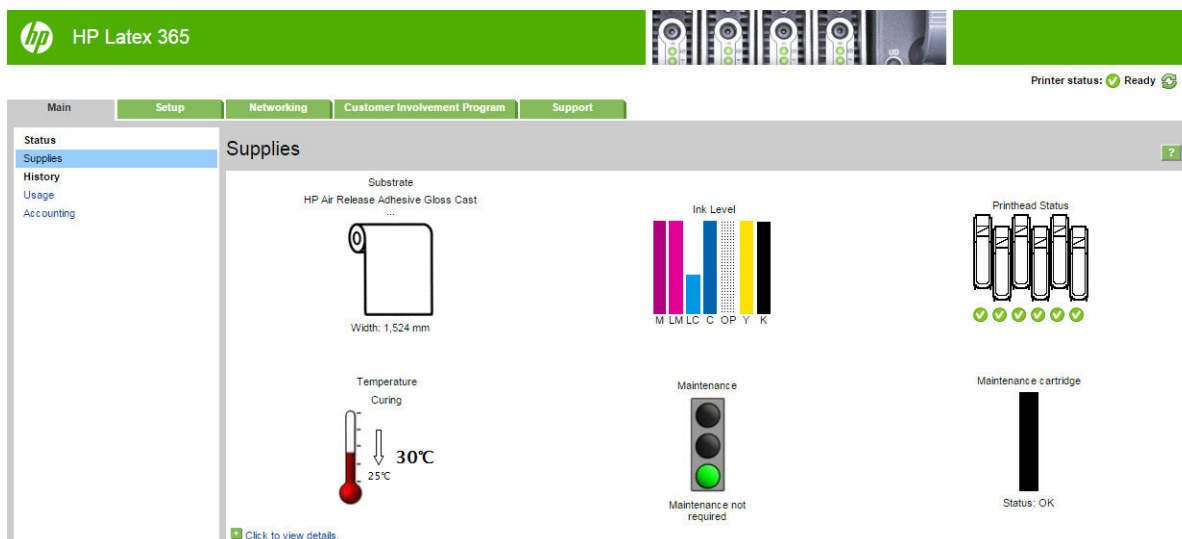 hp HP Latex 365
Printer status: Ready
Main Setup Networking Customer Involvement Program Support
Status
Supplies
History
Usage
Accounting
Supplies
?
Substrate
HP Air Release Adhesive Gloss Cast
...
Width: 1,524 mm
Ink Level
M LM LC C OP Y K
Printhead Status
Temperature
Curing
30℃
25℃
Maintenance
Maintenance not
required
Maintenance cartridge
Status: OK
+ Click to view details.